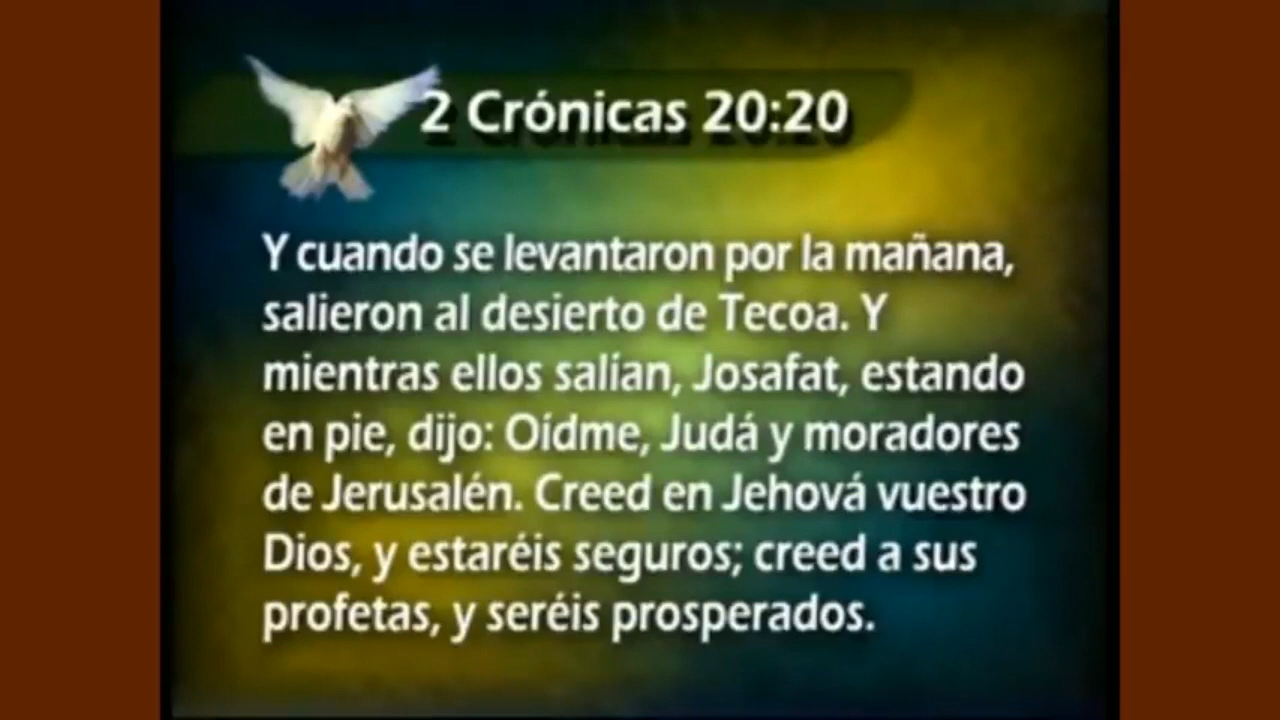 2 Crónicas 20:20
Y cuando se levantaron por la mañana,
salieron al desierto de Tecoa. Y
mientras ellos salían, Josafat, estando
en pie, dijo: Oídme, Judá y moradores
de Jerusalén. Creed en Jehová vuestro
Dios, y estaréis seguros; creed a sus
profetas, y seréis prosperados.